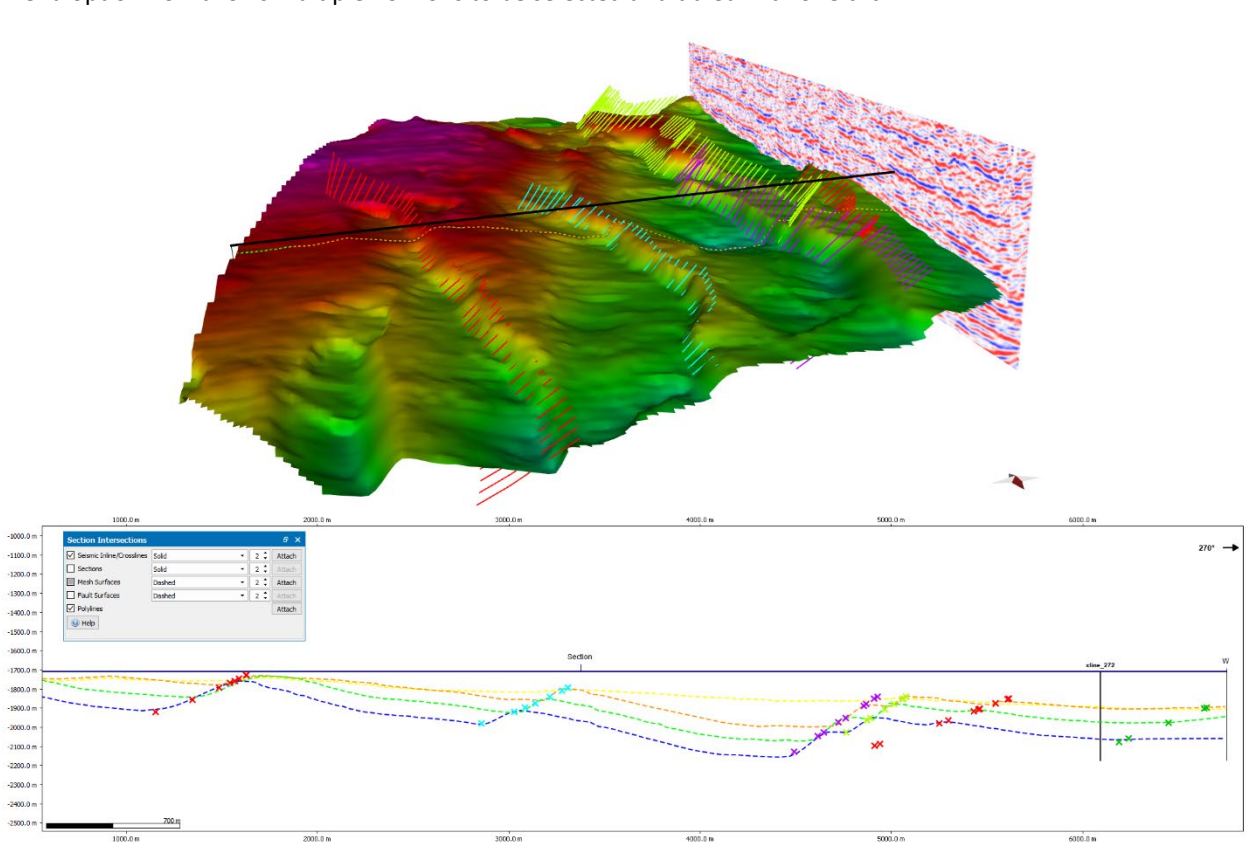 1000.0 m 2000.0 m 3000.0 m 4000.0 m 5000.0 m 6000.0 m
-1000.0 m
-1100.0 m
-1200.0 m
-1300.0 m
-1400.0 m
-1500.0 m
-1600.0 m
-1700.0 m
-1800.0 m
-1900.0 m
-2000.0 m
-2100.0 m
-2200.0 m
-2300.0 m
-2400.0 m
-2500.0 m
Section Intersections
Seismic Inline/Crosslines Solid 2 Attach
Sections Solid 2 Attach
Mesh Surfaces Dashed 2 Attach
Fault Surfaces Dashed 2 Attach
Polylines Attach
Help
270°
Section
xline_272
W
700 m
1000.0 m 2000.0 m 3000.0 m 4000.0 m 5000.0 m 6000.0 m